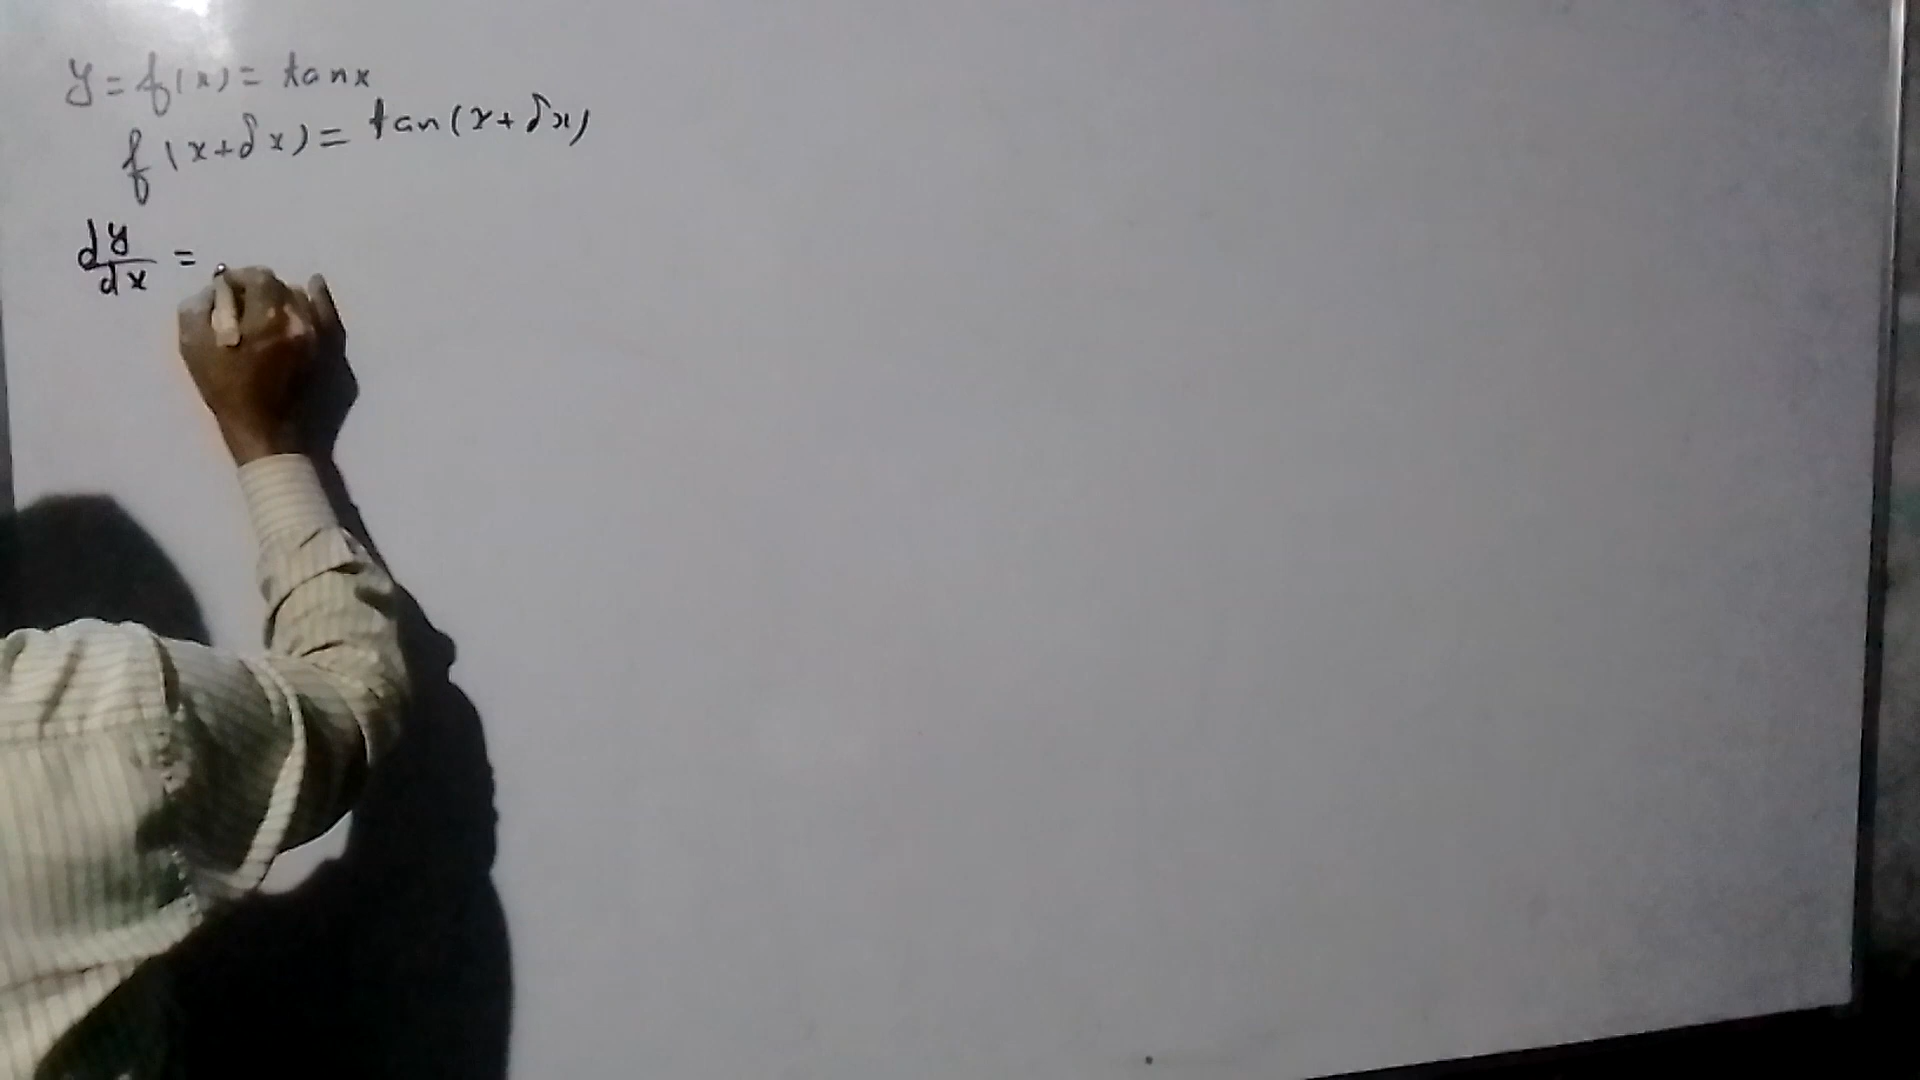 y = f(x) = tanx
f(x+δx) = tan(x+δx)
dy/dx =